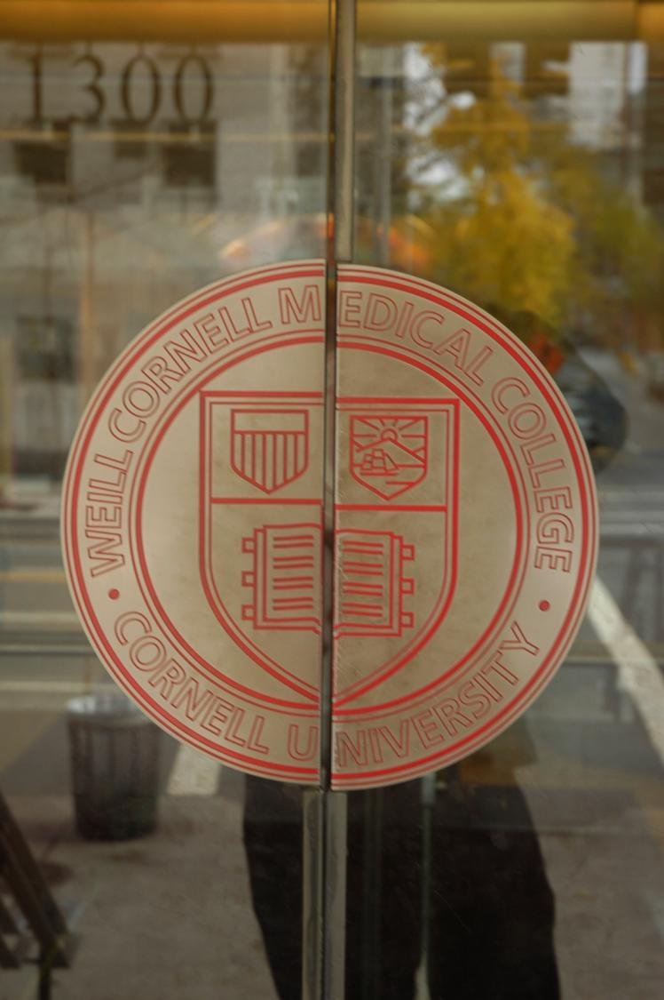 1300
WEILL CORNELL MEDICAL COLLEGE
• CORNELL UNIVERSITY •